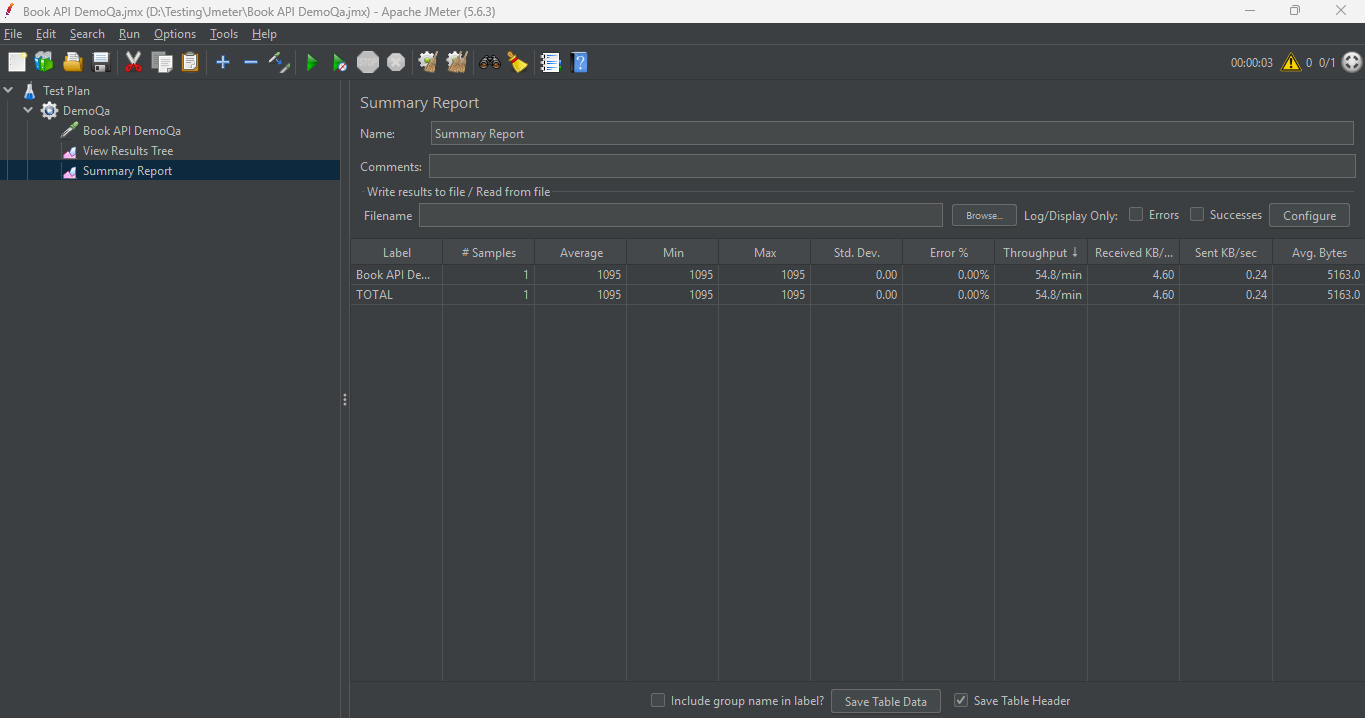 Book API DemoQa.jmx (D:\Testing\Jmeter\Book API DemoQa.jmx) - Apache JMeter (5.6.3)
File Edit Search Run Options Tools Help
STOP
00:00:03 0 0/1
Test Plan
DemoQa
Book API DemoQa
View Results Tree
Summary Report
Summary Report
Name: Summary Report
Comments:
Write results to file / Read from file
Filename Browse... Log/Display Only: Errors Successes Configure
Label # Samples Average Min Max Std. Dev. Error % Throughput ↓ Received KB/... Sent KB/sec Avg. Bytes
Book API De... 1 1095 1095 1095 0.00 0.00% 54.8/min 4.60 0.24 5163.0
TOTAL 1 1095 1095 1095 0.00 0.00% 54.8/min 4.60 0.24 5163.0
Include group name in label? Save Table Data Save Table Header